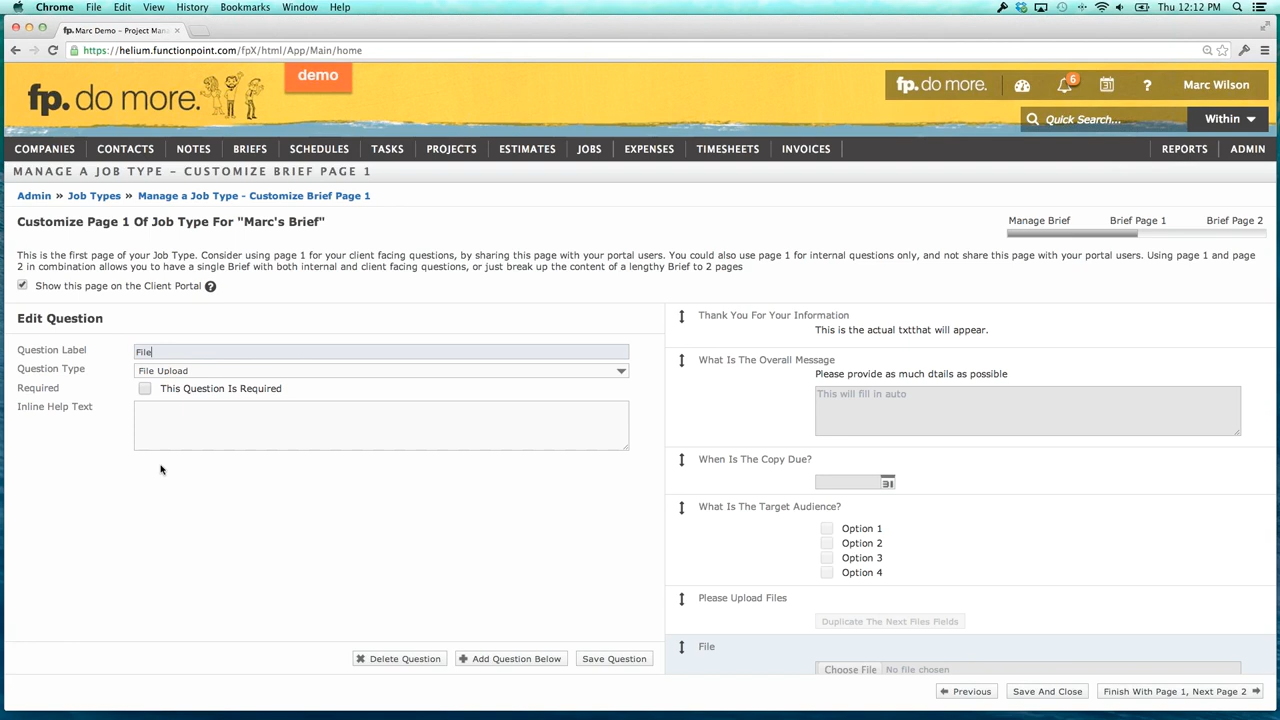 Chrome File Edit View History Bookmarks Window Help Thu 12:12 PM
fp. Marc Demo – Project Man
https://helium.functionpoint.com/fpX/html/App/Main/home
demo
fp. do more.
fp. do more. 6 ? Marc Wilson
Quick Search... Within
COMPANIES CONTACTS NOTES BRIEFS SCHEDULES TASKS PROJECTS ESTIMATES JOBS EXPENSES TIMESHEETS INVOICES REPORTS ADMIN
MANAGE A JOB TYPE – CUSTOMIZE BRIEF PAGE 1
Admin » Job Types » Manage a Job Type - Customize Brief Page 1
Customize Page 1 Of Job Type For "Marc's Brief"
Manage Brief Brief Page 1 Brief Page 2
This is the first page of your Job Type. Consider using page 1 for your client facing questions, by sharing this page with your portal users. You could also use page 1 for internal questions only, and not share this page with your portal users. Using page 1 and page
2 in combination allows you to have a single Brief with both internal and client facing questions, or just break up the content of a lengthy Brief to 2 pages
Show this page on the Client Portal ?
Edit Question
Question Label File
Question Type File Upload
Required This Question Is Required
Inline Help Text
Delete Question Add Question Below Save Question
Thank You For Your Information
This is the actual txtthat will appear.
What Is The Overall Message
Please provide as much dtails as possible
This will fill in auto
When Is The Copy Due?
31
What Is The Target Audience?
Option 1
Option 2
Option 3
Option 4
Please Upload Files
Duplicate The Next Files Fields
File
Choose File No file chosen
Previous Save And Close Finish With Page 1, Next Page 2